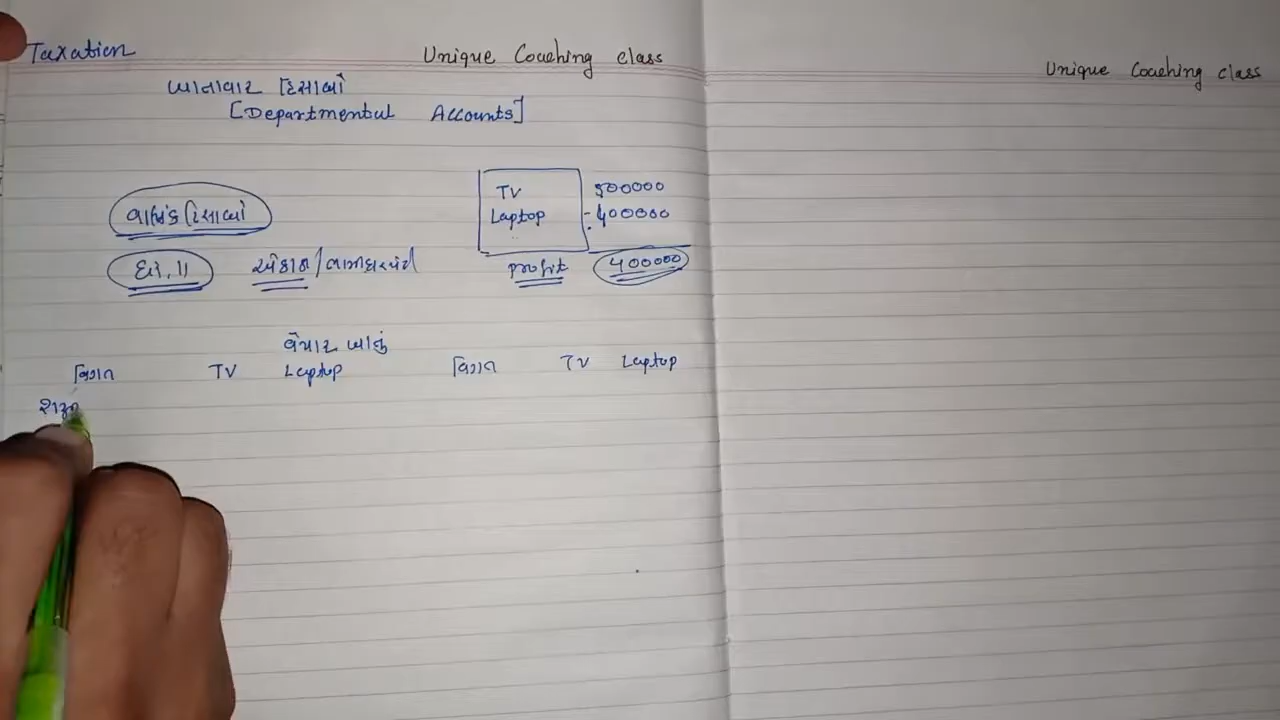 Taxation
Unique Coaching class
Unique Coaching class
ખાતાવાર હિસાબો
[Departmental Accounts]
વાર્ષિક હિસાબો
TV
Laptop
400000
profit 400000
ધો. 11
વેપાર ખાતું
વિગત TV Laptop વિગત TV Laptop